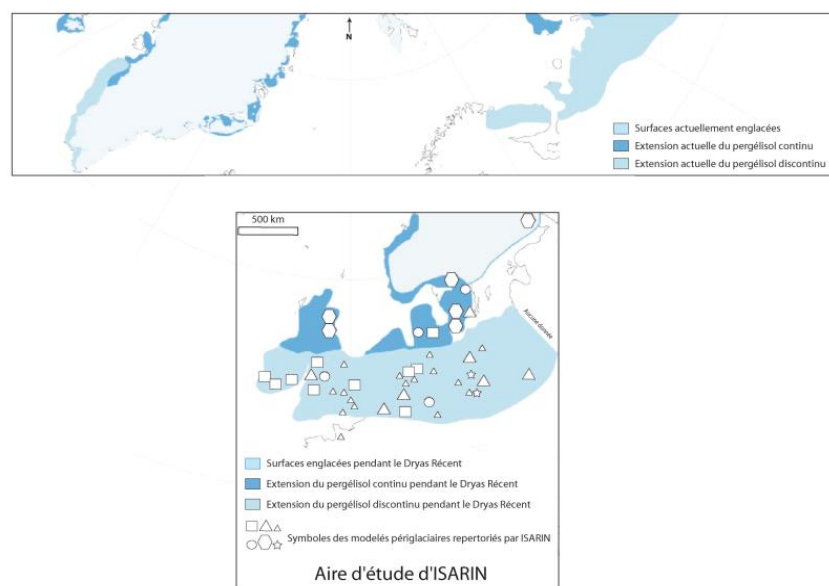 N
Surfaces actuellement englacées
Extension actuelle du pergélisol continu
Extension actuelle du pergélisol discontinu
500 km
Aucune donnée
Surfaces englacées pendant le Dryas Récent
Extension du pergélisol continu pendant le Dryas Récent
Extension du pergélisol discontinu pendant le Dryas Récent
Symboles des modelés périglaciaires repertoriés par ISARIN
Aire d'étude d'ISARIN